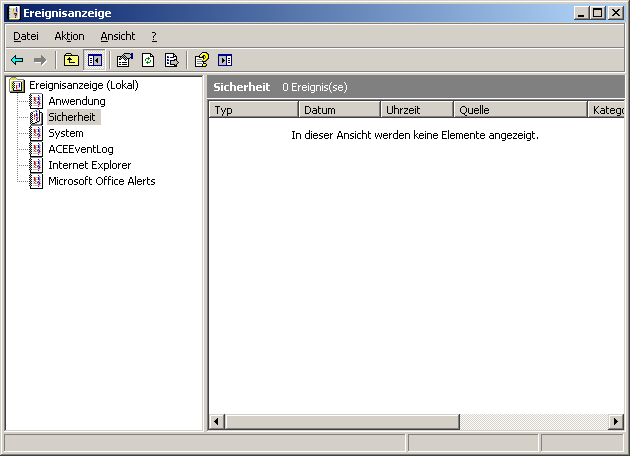 Ereignisanzeige
Datei Aktion Ansicht ?
Ereignisanzeige (Lokal)
Anwendung
Sicherheit
System
ACEEventLog
Internet Explorer
Microsoft Office Alerts
Sicherheit 0 Ereignis(se)
Typ Datum Uhrzeit Quelle Katego
In dieser Ansicht werden keine Elemente angezeigt.